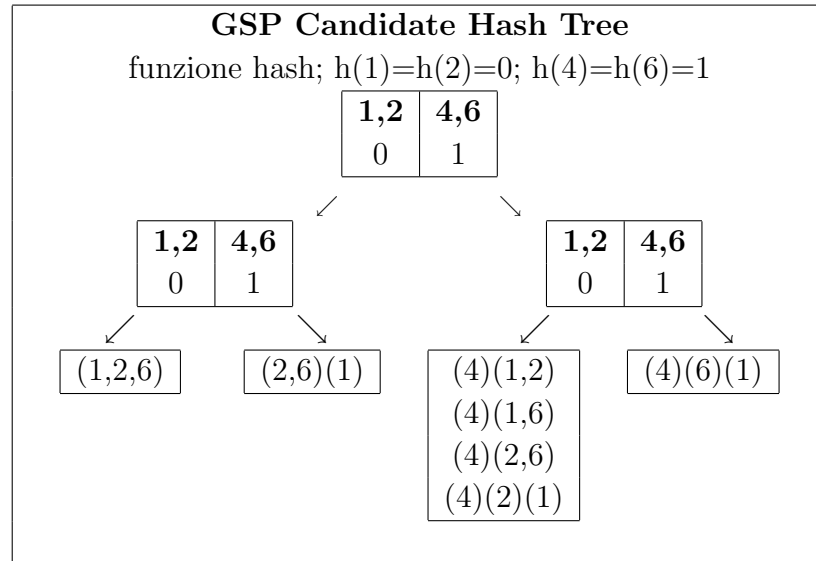 GSP Candidate Hash Tree
funzione hash; h(1)=h(2)=0; h(4)=h(6)=1
1,2 4,6
0 1
1,2 4,6 1,2 4,6
0 1 0 1
(1,2,6) (2,6)(1) (4)(1,2) (4)(6)(1)
(4)(1,6)
(4)(2,6)
(4)(2)(1)